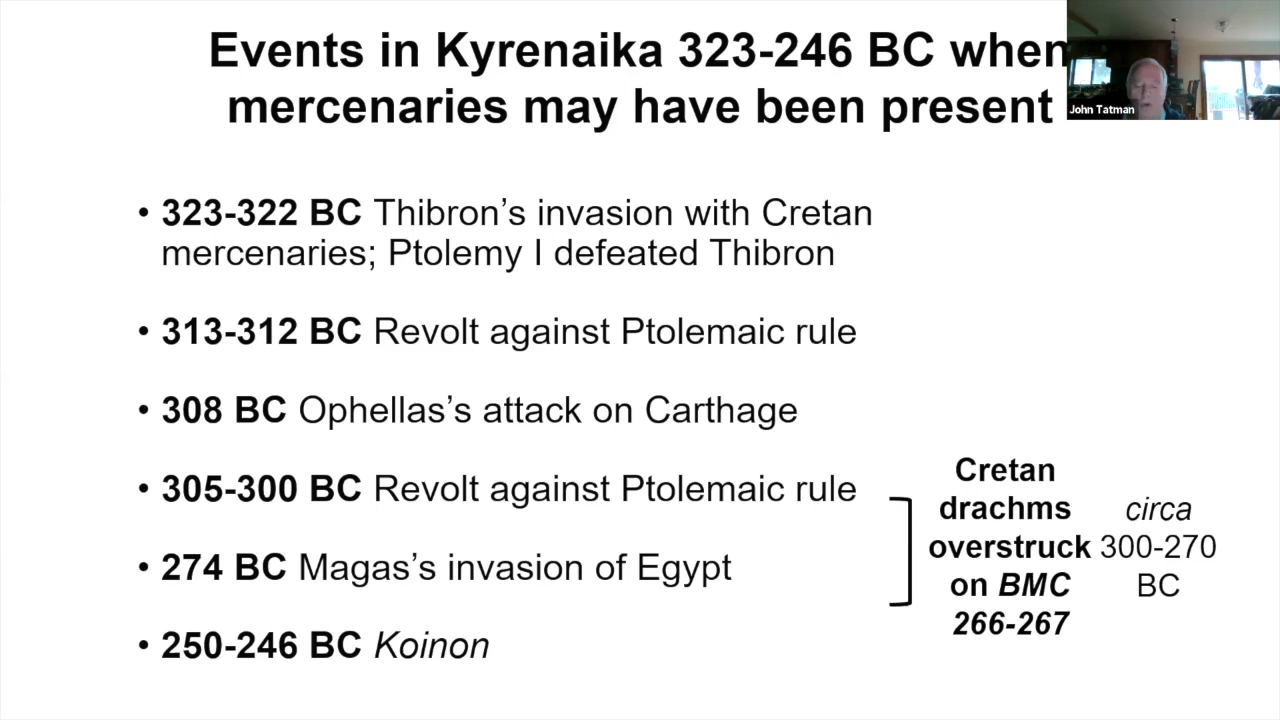 Events in Kyrenaika 323-246 BC when
mercenaries may have been present
John Tatman
• 323-322 BC Thibron’s invasion with Cretan
mercenaries; Ptolemy I defeated Thibron
• 313-312 BC Revolt against Ptolemaic rule
• 308 BC Ophellas’s attack on Carthage
• 305-300 BC Revolt against Ptolemaic rule
• 274 BC Magas’s invasion of Egypt
• 250-246 BC Koinon
Cretan
drachms
overstruck
on BMC
266-267
circa
300-270
BC